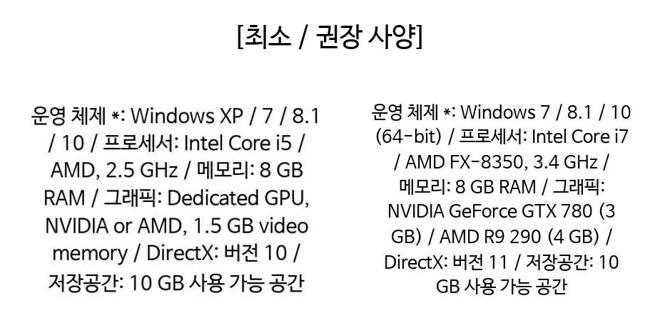 [최소 / 권장 사양]
운영 체제 *: Windows XP / 7 / 8.1
/ 10 / 프로세서: Intel Core i5 /
AMD, 2.5 GHz / 메모리: 8 GB
RAM / 그래픽: Dedicated GPU,
NVIDIA or AMD, 1.5 GB video
memory / DirectX: 버전 10 /
저장공간: 10 GB 사용 가능 공간
운영 체제 *: Windows 7 / 8.1 / 10
(64-bit) / 프로세서: Intel Core i7
/ AMD FX-8350, 3.4 GHz /
메모리: 8 GB RAM / 그래픽:
NVIDIA GeForce GTX 780 (3
GB) / AMD R9 290 (4 GB) /
DirectX: 버전 11 / 저장공간: 10
GB 사용 가능 공간